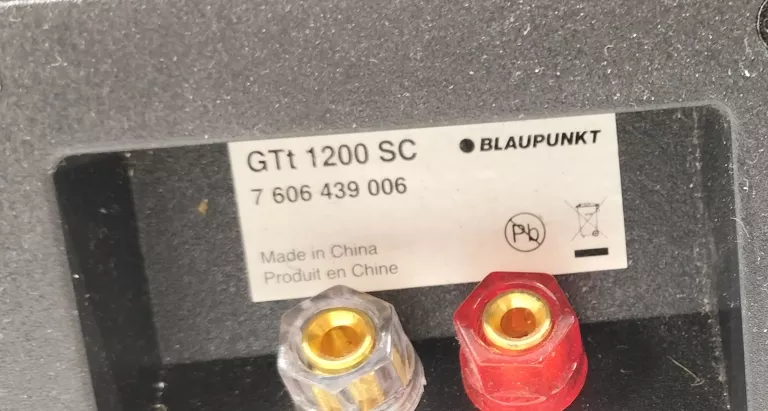 GTt 1200 SC
BLAUPUNKT
7 606 439 006
Pb
Made in China
Produit en Chine